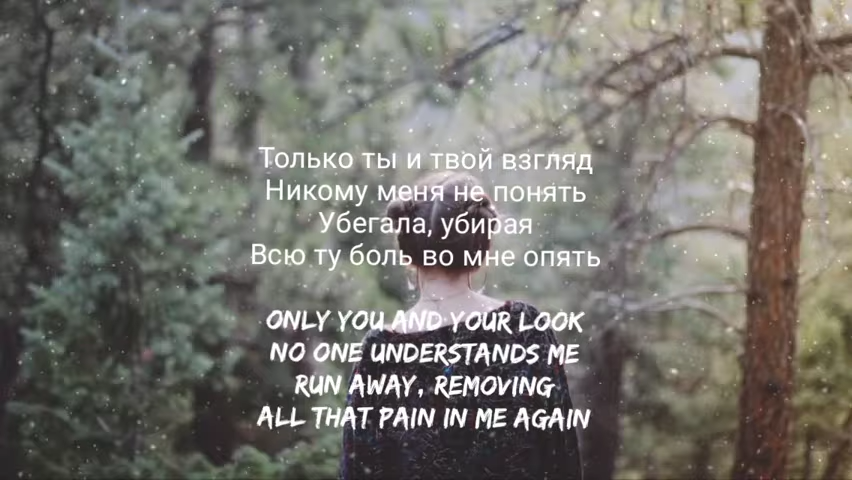 Только ты и твой взгляд
Никому меня не понять
Убегала, убирая
Всю ту боль во мне опять
ONLY YOU AND YOUR LOOK
NO ONE UNDERSTANDS ME
RUN AWAY, REMOVING
ALL THAT PAIN IN ME AGAIN